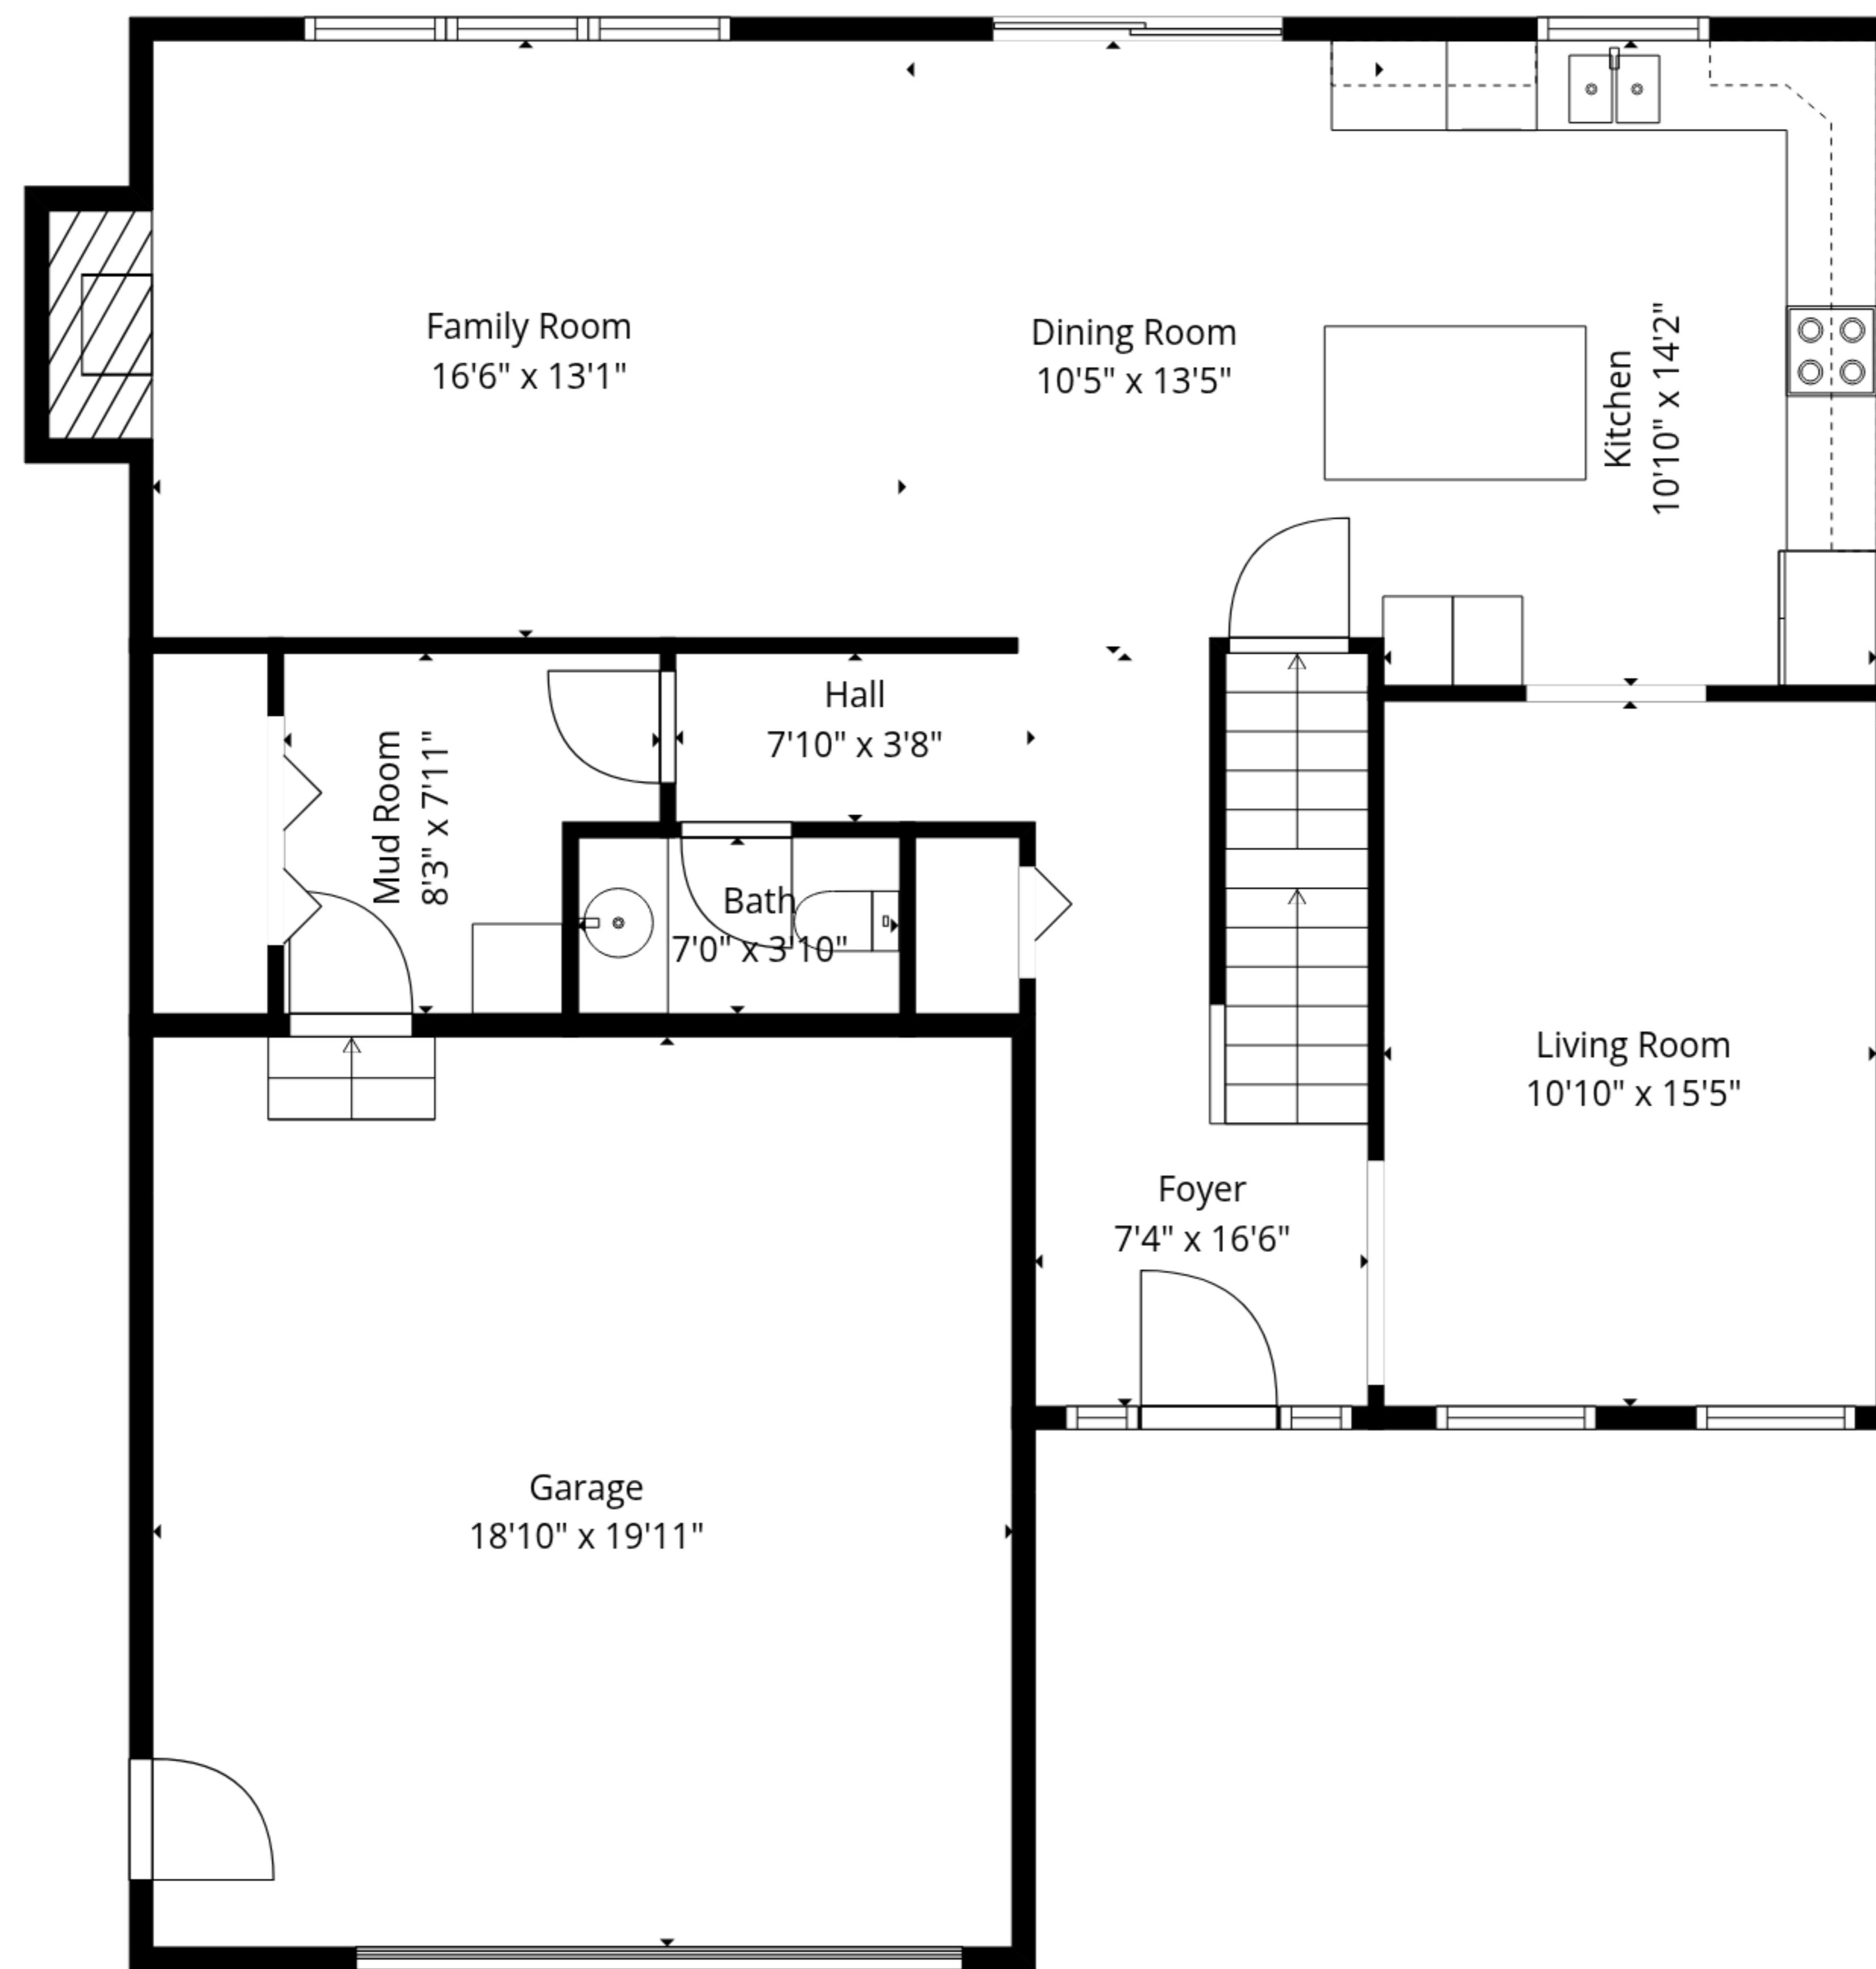 Family Room
16'6" x 13'1"
Dining Room
10'5" x 13'5"
Kitchen
10'10" x 14'2"
Hall
7'10" x 3'8"
Mud Room
8'3" x 7'11"
Bath
7'0" x 3'10"
Living Room
10'10" x 15'5"
Foyer
7'4" x 16'6"
Garage
18'10" x 19'11"